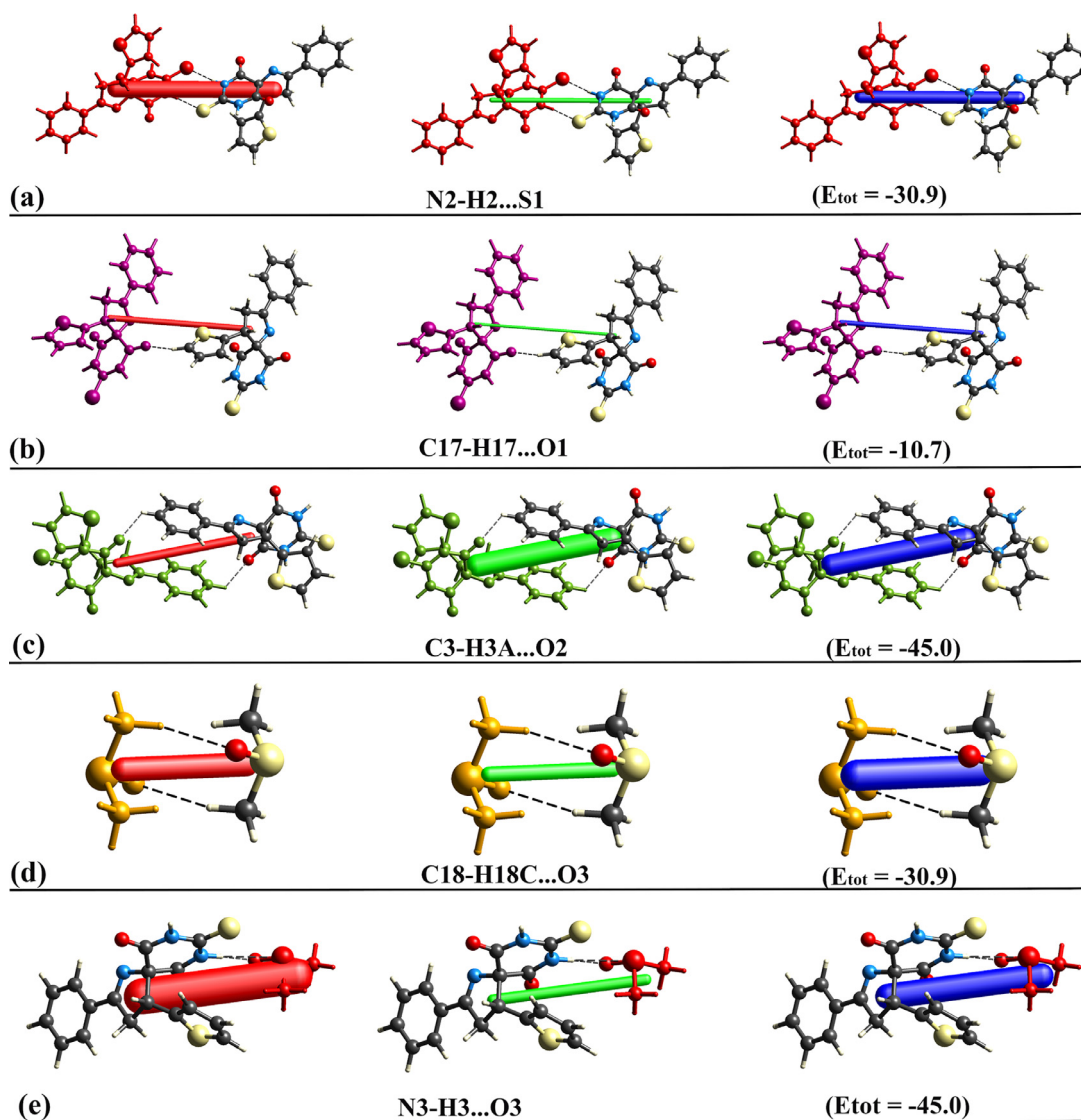 (a)
N2-H2...S1
(Etot = -30.9)
(b)
C17-H17...O1
(Etot= -10.7)
(c)
C3-H3A...O2
(Etot = -45.0)
(d)
C18-H18C...O3
(Etot = -30.9)
(e)
N3-H3...O3
(Etot = -45.0)